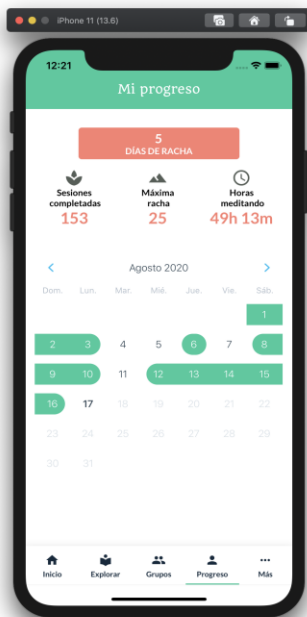 iPhone 11 (13.6)
12:21
Mi progreso
5
DÍAS DE RACHA
Sesiones
completadas
153
Máxima
racha
25
Horas
meditando
49h 13m
Agosto 2020
Dom. Lun. Mar. Mié. Jue. Vie. Sáb.
1
2 3 4 5 6 7 8
9 10 11 12 13 14 15
16 17 18 19 20 21 22
23 24 25 26 27 28 29
30 31
Inicio Explorar Grupos Progreso Más